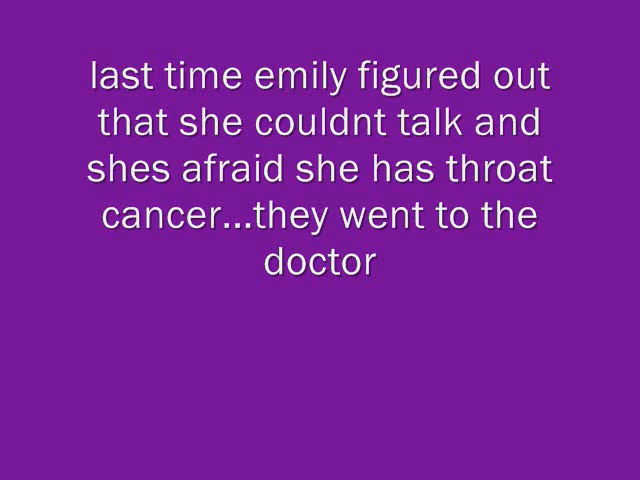 last time emily figured out
that she couldnt talk and
shes afraid she has throat
cancer...they went to the
doctor